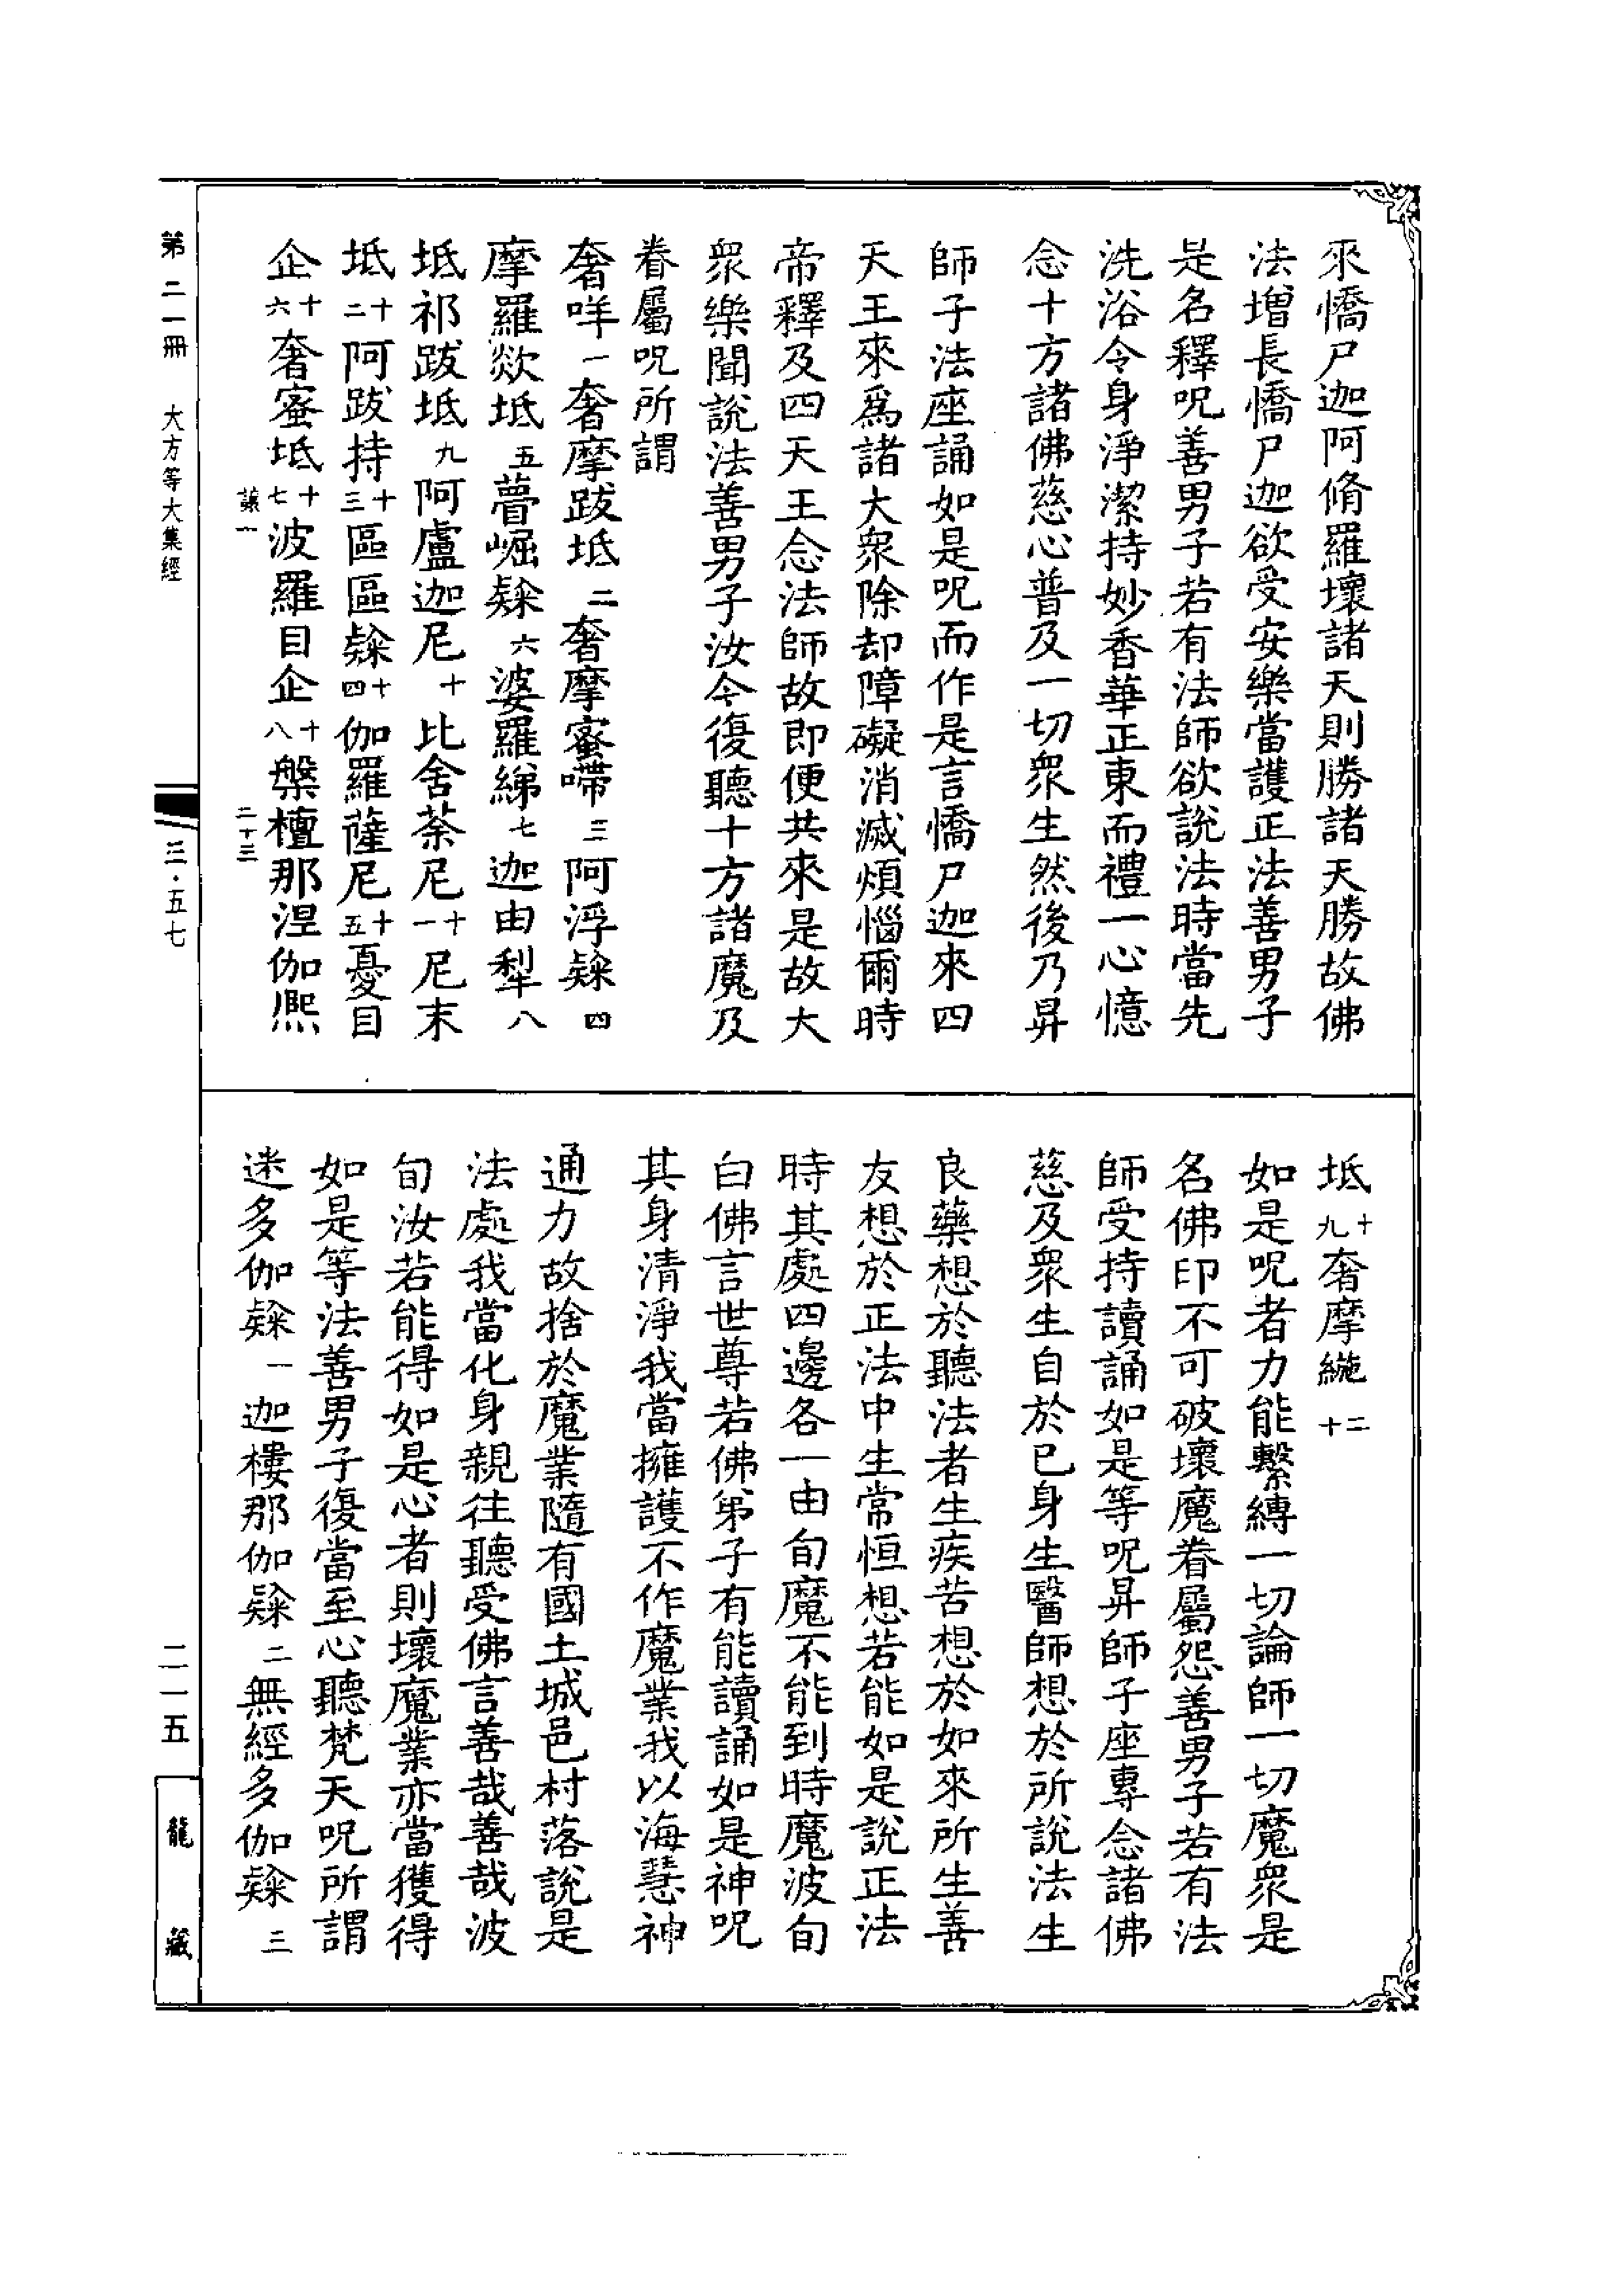 來憍尸迦阿脩羅壞諸天則勝諸天勝故佛
法增長憍尸迦欲受安樂當護正法善男子
是名釋呪善男子若有法師欲說法時當先
洗浴令身淨潔持妙香華正東而禮一心憶
念十方諸佛慈心普及一切衆生然後乃昇
師子法座誦如是呪而作是言憍尸迦來四
天王來爲諸大衆除却障礙消滅煩惱爾時
帝釋及四天王念法師故即便共來是故大
衆樂聞說法善男子汝今復聽十方諸魔及
眷屬呪所謂
奢咩一奢摩跋坻二奢摩蜜㗣三阿浮䅖四
摩羅欻坻五瞢崛䅖六婆羅綈七迦由犁八
坻祁跋坻九阿盧迦尼十比舍荼尼十一尼末
坻十二阿跋持十三區區䅖十四伽羅薩尼十五憂目
企十六奢蜜坻十七波羅目企十八槃檀那涅伽凞
坻十九奢摩絁二十
如是呪者力能繫縛一切論師一切魔衆是
名佛印不可破壞魔眷屬怨善男子若有法
師受持讀誦如是等呪昇師子座專念諸佛
慈及衆生自於已身生醫師想於所說法生
良藥想於聽法者生疾苦想於如來所生善
友想於正法中生常恒想若能如是說正法
時其處四邊各一由旬魔不能到時魔波旬
白佛言世尊若佛弟子有能讀誦如是神呪
其身清淨我當擁護不作魔業我以海慧神
通力故捨於魔業隨有國土城邑村落說是
法處我當化身親往聽受佛言善哉善哉波
旬汝若能得如是心者則壞魔業亦當獲得
如是等法善男子復當至心聽梵天呪所謂
迷多伽䅖一迦樓那伽䅖二無經多伽䅖三
第二一冊 大方等大集經
三·五七
二一五
龍藏
二十三